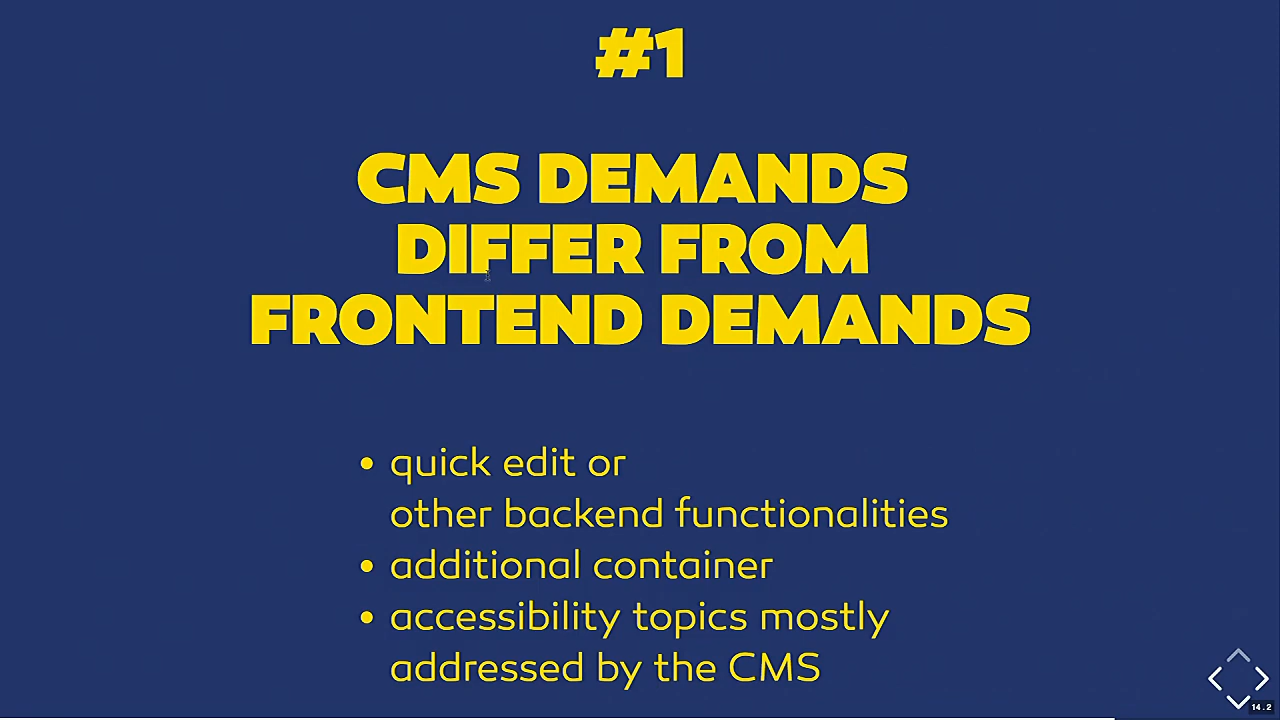 #1
CMS DEMANDS
DIFFER FROM
FRONTEND DEMANDS
• quick edit or
other backend functionalities
• additional container
• accessibility topics mostly
addressed by the CMS
14.2